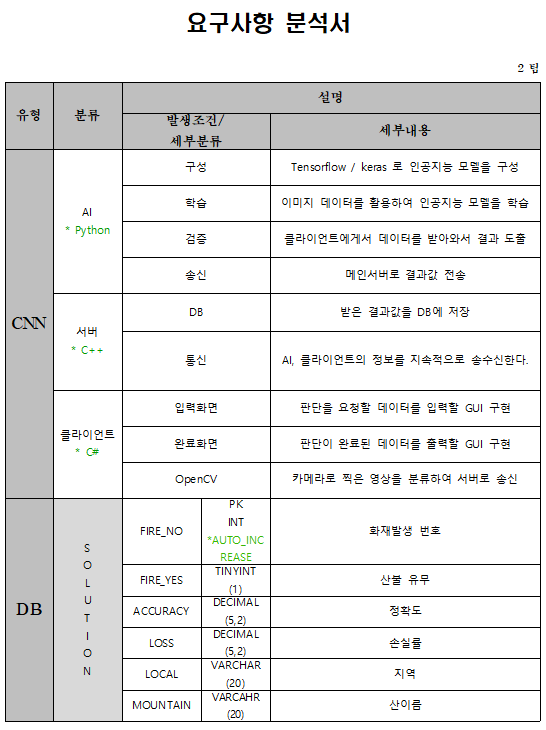 요구사항 분석서
2 팀
유형 분류 설명
발생조건/
세부분류 세부내용
CNN
AI
* Python
구성 Tensorflow / keras 로 인공지능 모델을 구성
학습 이미지 데이터를 활용하여 인공지능 모델을 학습
검증 클라이언트에게서 데이터를 받아와서 결과 도출
송신 메인서버로 결과값 전송
서버
* C++
DB 받은 결과값을 DB에 저장
통신 AI, 클라이언트의 정보를 지속적으로 송수신한다.
클라이언트
* C#
입력화면 판단을 요청할 데이터를 입력할 GUI 구현
완료화면 판단이 완료된 데이터를 출력할 GUI 구현
OpenCV 카메라로 찍은 영상을 분류하여 서버로 송신
DB
S
O
L
U
T
I
O
N
FIRE_NO
PK
INT
*AUTO_INC
REASE
화재발생 번호
FIRE_YES
TINYINT
(1)
산불 유무
ACCURACY
DECIMAL
(5,2)
정확도
LOSS
DECIMAL
(5,2)
손실률
LOCAL
VARCHAR
(20)
지역
MOUNTAIN
VARCAHR
(20)
산이름